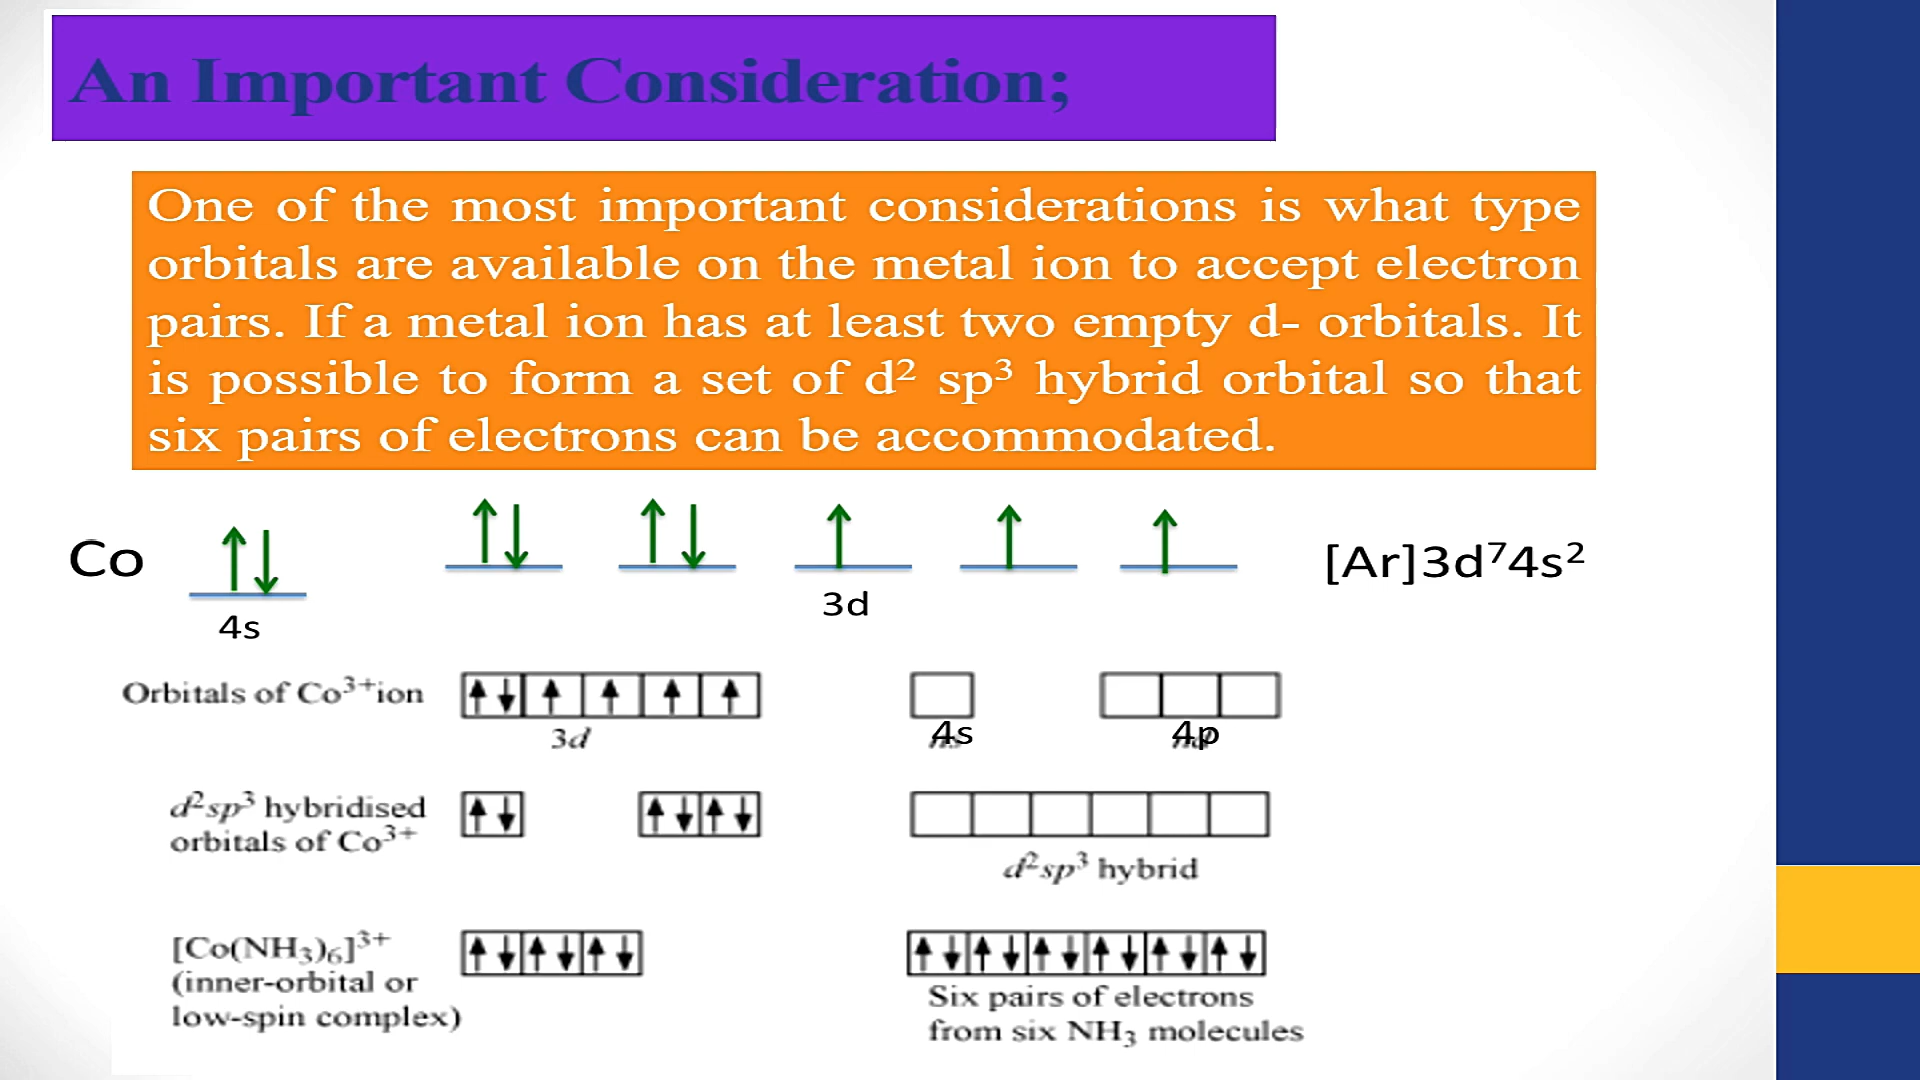 An Important Consideration;
One of the most important considerations is what type
orbitals are available on the metal ion to accept electron
pairs. If a metal ion has at least two empty d- orbitals. It
is possible to form a set of d² sp³ hybrid orbital so that
six pairs of electrons can be accommodated.
Co
[Ar]3d⁷4s²
3d
4s
Orbitals of Co³⁺ion
3d
4s
4p
d²sp³ hybridised
orbitals of Co³⁺
d²sp³ hybrid
[Co(NH₃)₆]³⁺
(inner-orbital or
low-spin complex)
Six pairs of electrons
from six NH₃ molecules